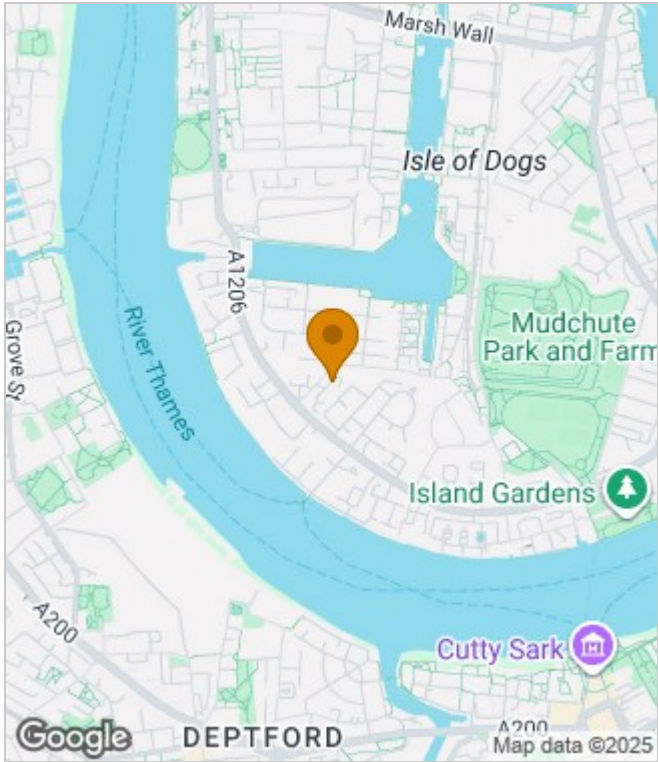 Marsh Wall
Isle of Dogs
A1206
Mudchute
Park and Farm
River Thames
Grove St
Island Gardens
A200
Cutty Sark
A200
DEPTFORD
Google
Map data ©2025